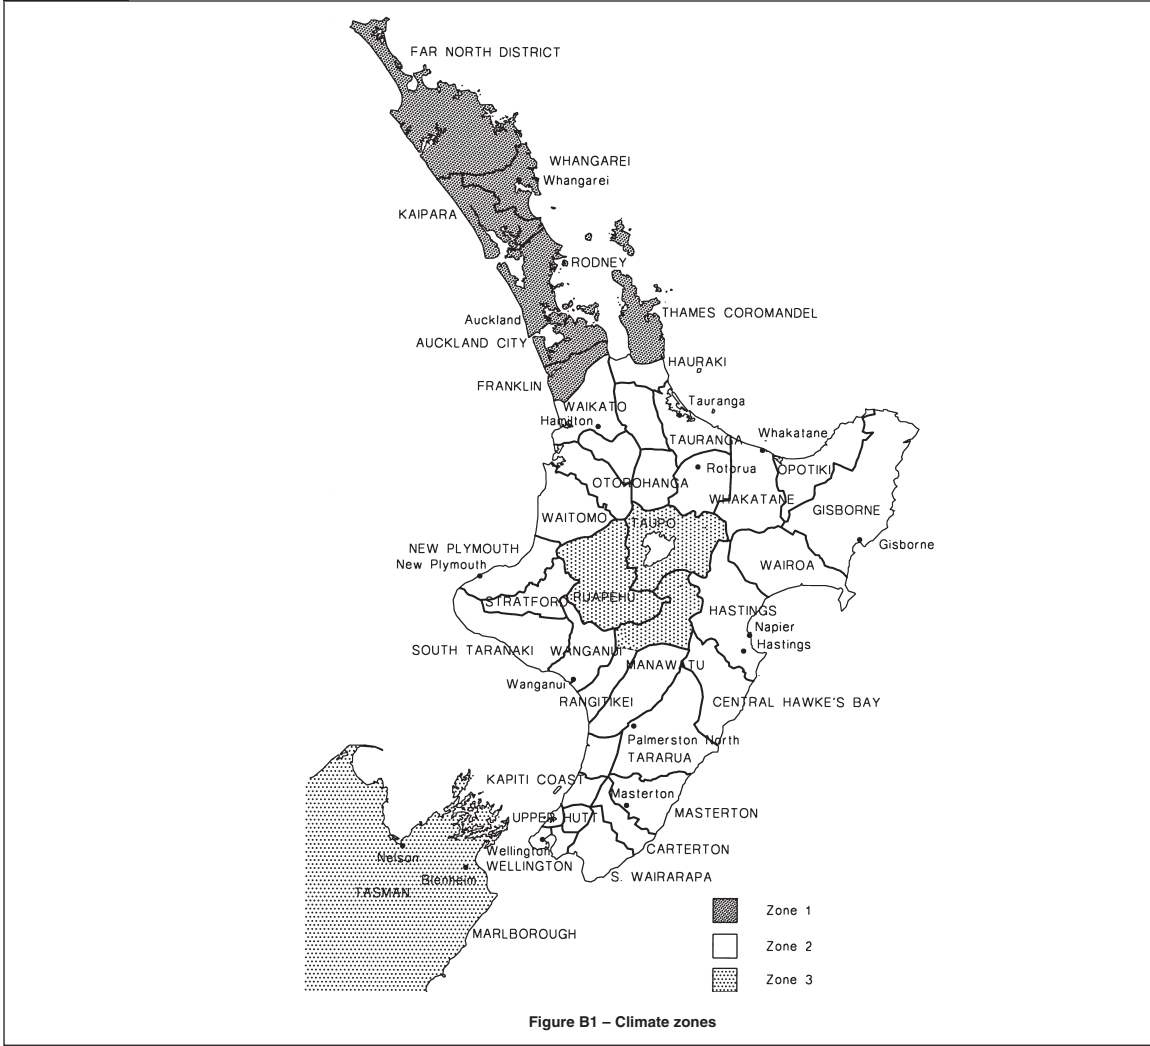 FAR NORTH DISTRICT
WHANGAREI
Whangarei
KAIPARA
RODNEY
THAMES COROMANDEL
Auckland
AUCKLAND CITY
HAURAKI
FRANKLIN
Tauranga
WAIKATO
Hamilton
TAURANGA
Whakatane
Rotorua
OPOTIKI
OTOROHANGA
WHAKATANE
GISBORNE
WAITOMO
TAUPO
Gisborne
NEW PLYMOUTH
New Plymouth
WAIROA
STRATFORD
RUAPEHU
HASTINGS
Napier
Hastings
SOUTH TARANAKI
WANGANUI
MANAWATU
Wanganui
RANGITIKEI
CENTRAL HAWKE'S BAY
Palmerston North
TARARUA
KAPITI COAST
Masterton
MASTERTON
UPPER HUTT
Wellington
CARTERTON
Nelson
WELLINGTON
S. WAIRARAPA
Blenheim
TASMAN
MARLBOROUGH
Zone 1
Zone 2
Zone 3
Figure B1 – Climate zones